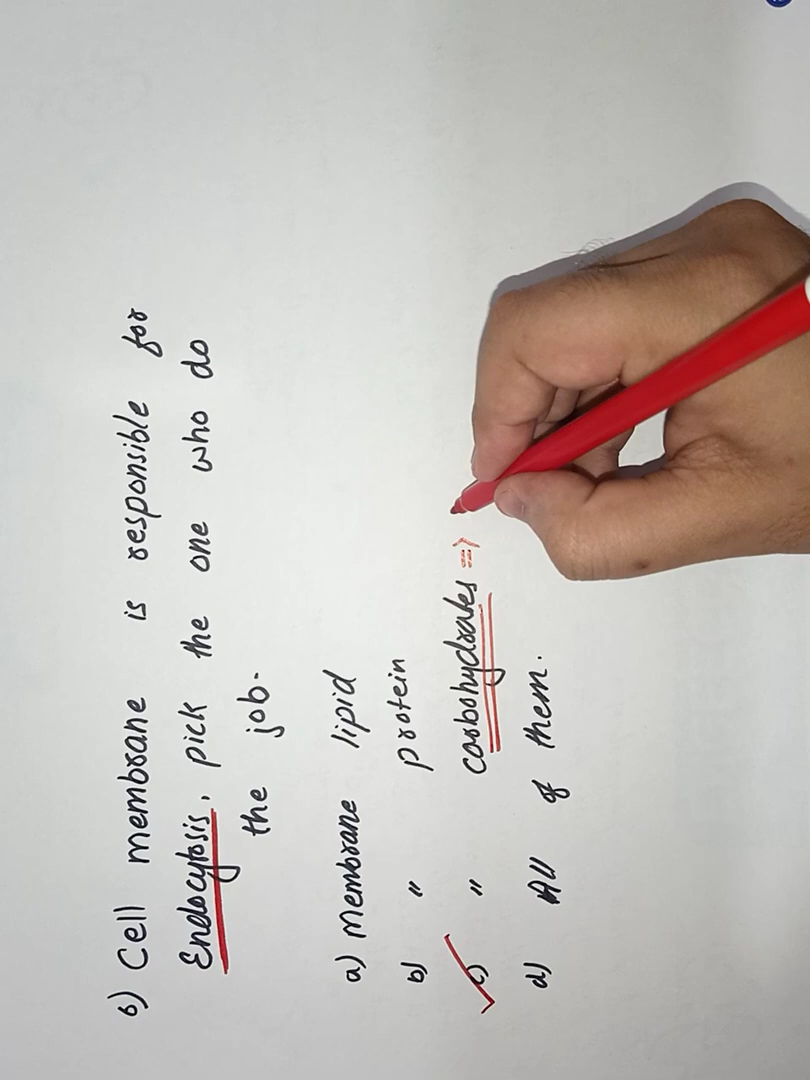 6) Cell membrane is responsible for
Endocytosis, pick the one who do
the job.
a) membrane lipid
b) " protein
c) " carbohydrates =>
d) All of them.